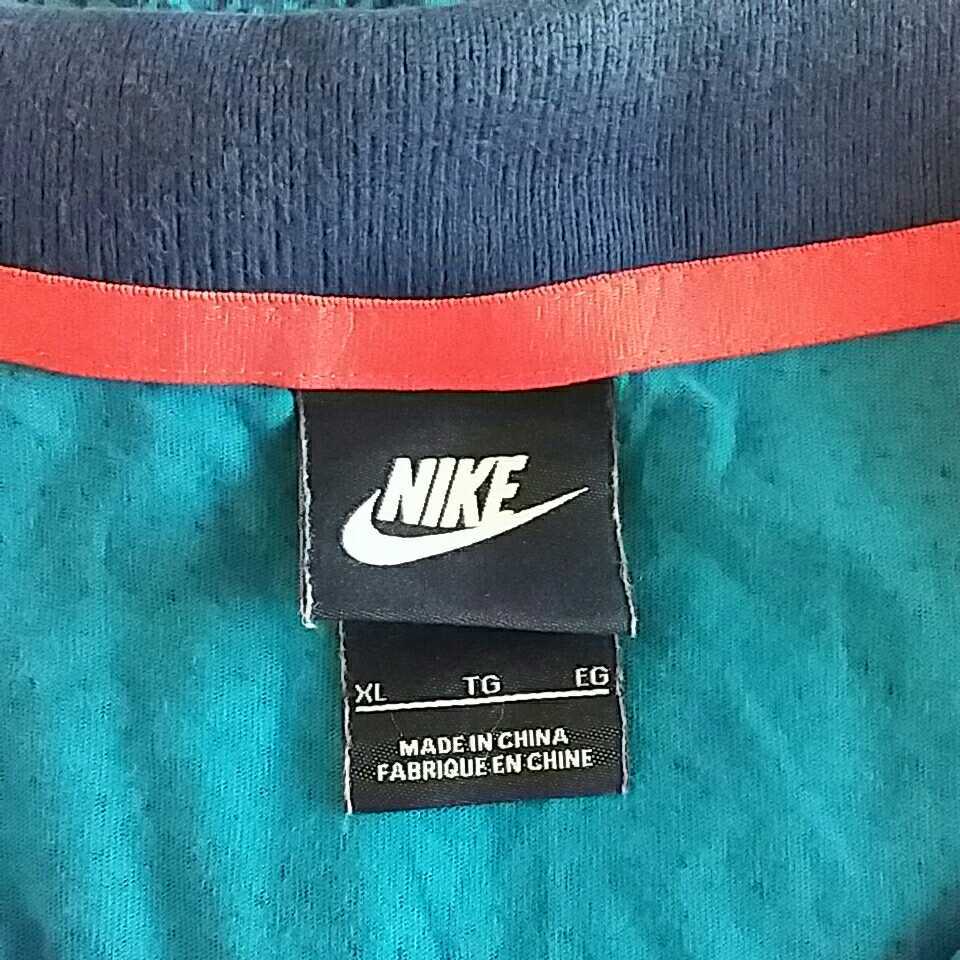 NIKE
XL TG EG
MADE IN CHINA
FABRIQUE EN CHINE